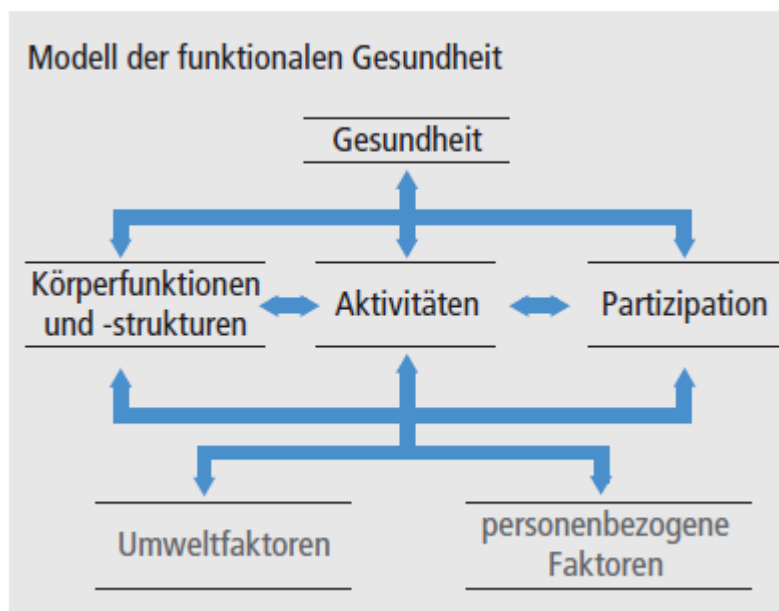 Modell der funktionalen Gesundheit
Gesundheit
Körperfunktionen
und -strukturen
Aktivitäten
Partizipation
Umweltfaktoren
personenbezogene
Faktoren